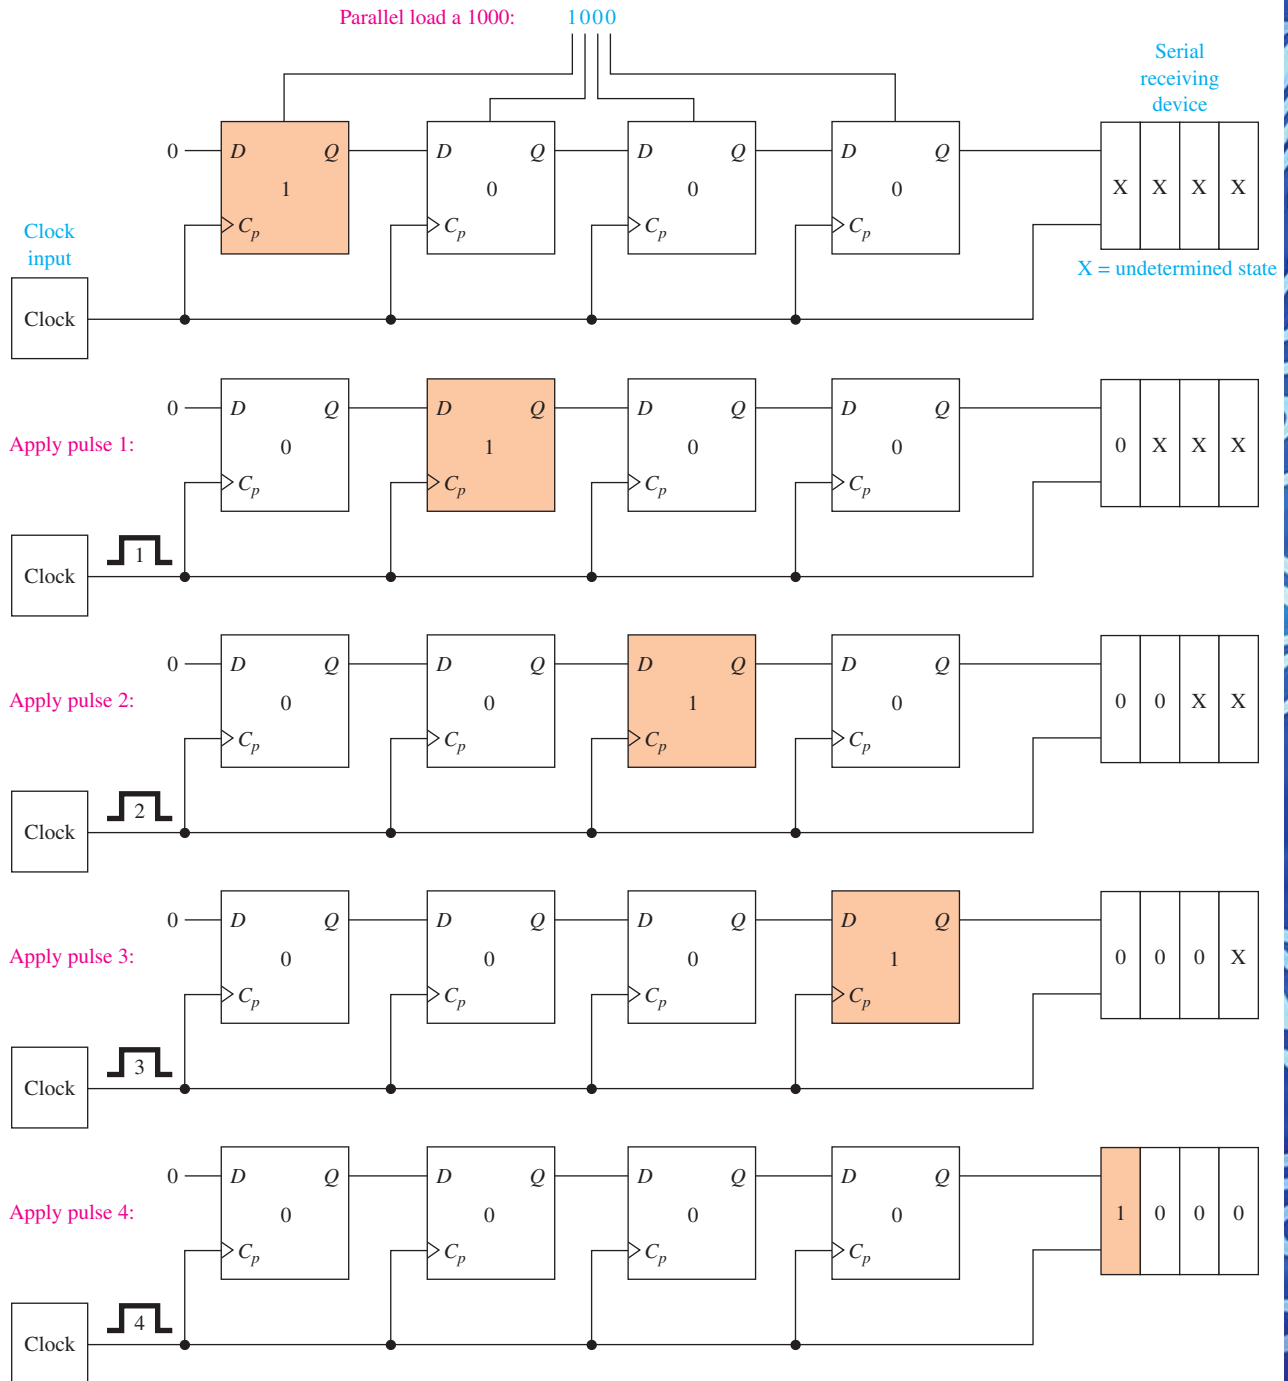 Parallel load a 1000: 1000
Serial
receiving
device
0 D Q D Q D Q D Q
1 0 0 0 X X X X
Cp Cp Cp Cp
Clock
input
X = undetermined state
Clock
0 D Q D Q D Q D Q
Apply pulse 1: 0 1 0 0 0 X X X
Cp Cp Cp Cp
1
Clock
0 D Q D Q D Q D Q
Apply pulse 2: 0 0 1 0 0 0 X X
Cp Cp Cp Cp
2
Clock
0 D Q D Q D Q D Q
Apply pulse 3: 0 0 0 1 0 0 0 X
Cp Cp Cp Cp
3
Clock
0 D Q D Q D Q D Q
Apply pulse 4: 0 0 0 0 1 0 0 0
Cp Cp Cp Cp
4
Clock